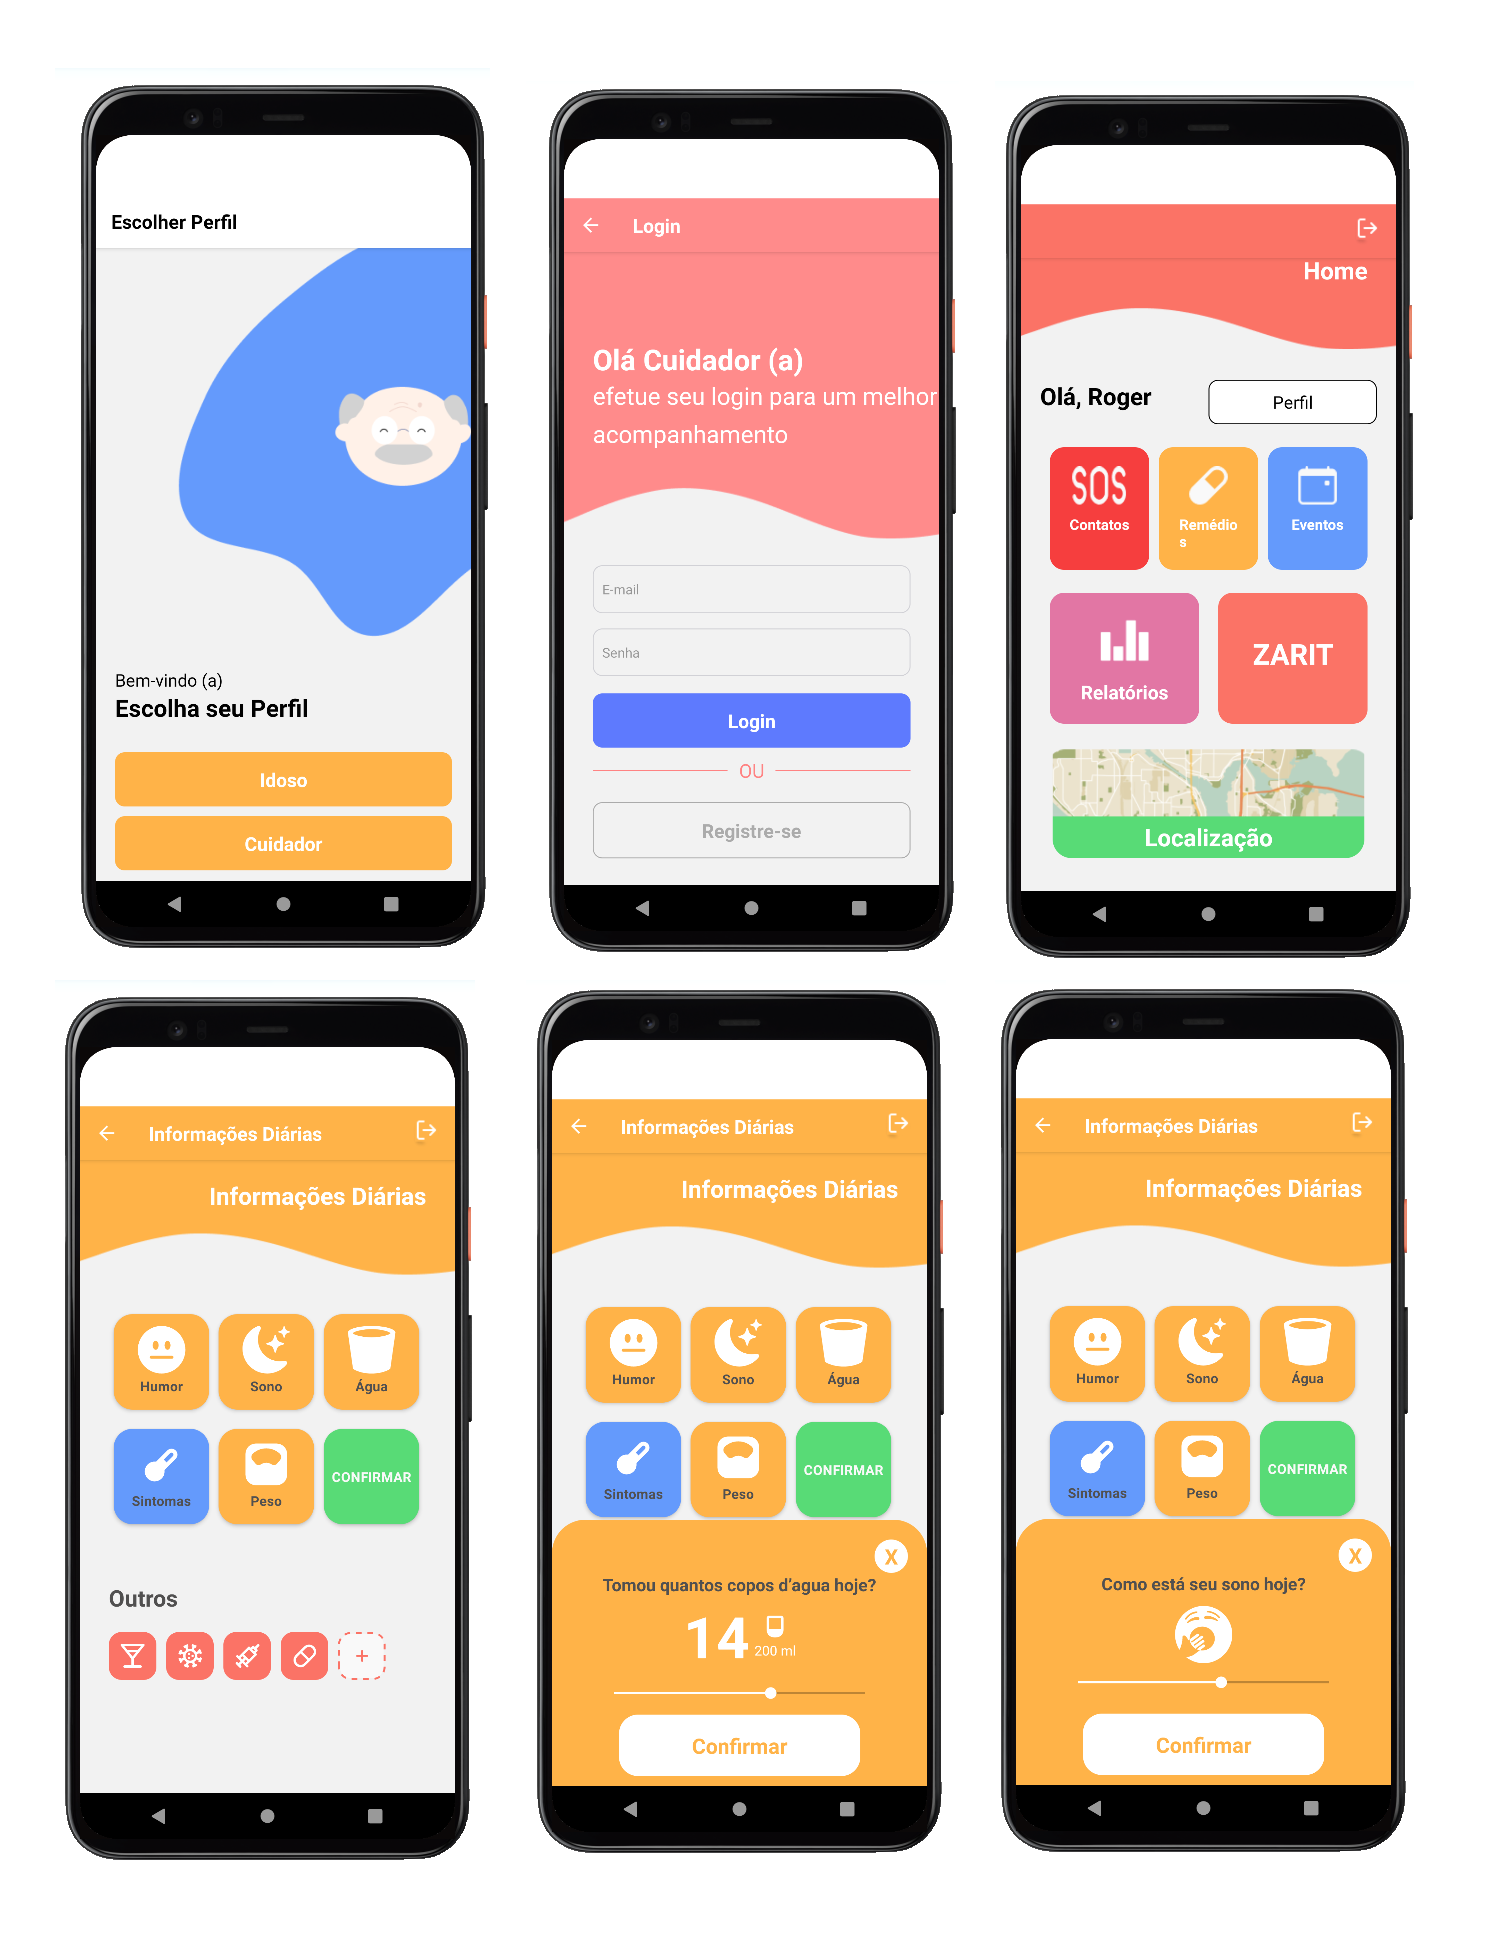 Escolher Perfil
Bem-vindo (a)
Escolha seu Perfil
Idoso
Cuidador
Login
Olá Cuidador (a)
efetue seu login para um melhor
acompanhamento
E-mail
Senha
Login
OU
Registre-se
Home
Olá, Roger
Perfil
SOS
Contatos
Remédio
s
Eventos
Relatórios
ZARIT
Localização
Informações Diárias
Informações Diárias
Humor
Sono
Água
Sintomas
Peso
CONFIRMAR
Outros
+
Informações Diárias
Informações Diárias
Humor
Sono
Água
Sintomas
Peso
CONFIRMAR
X
Tomou quantos copos d'agua hoje?
14
200 ml
Confirmar
Informações Diárias
Informações Diárias
Humor
Sono
Água
Sintomas
Peso
CONFIRMAR
X
Como está seu sono hoje?
Confirmar